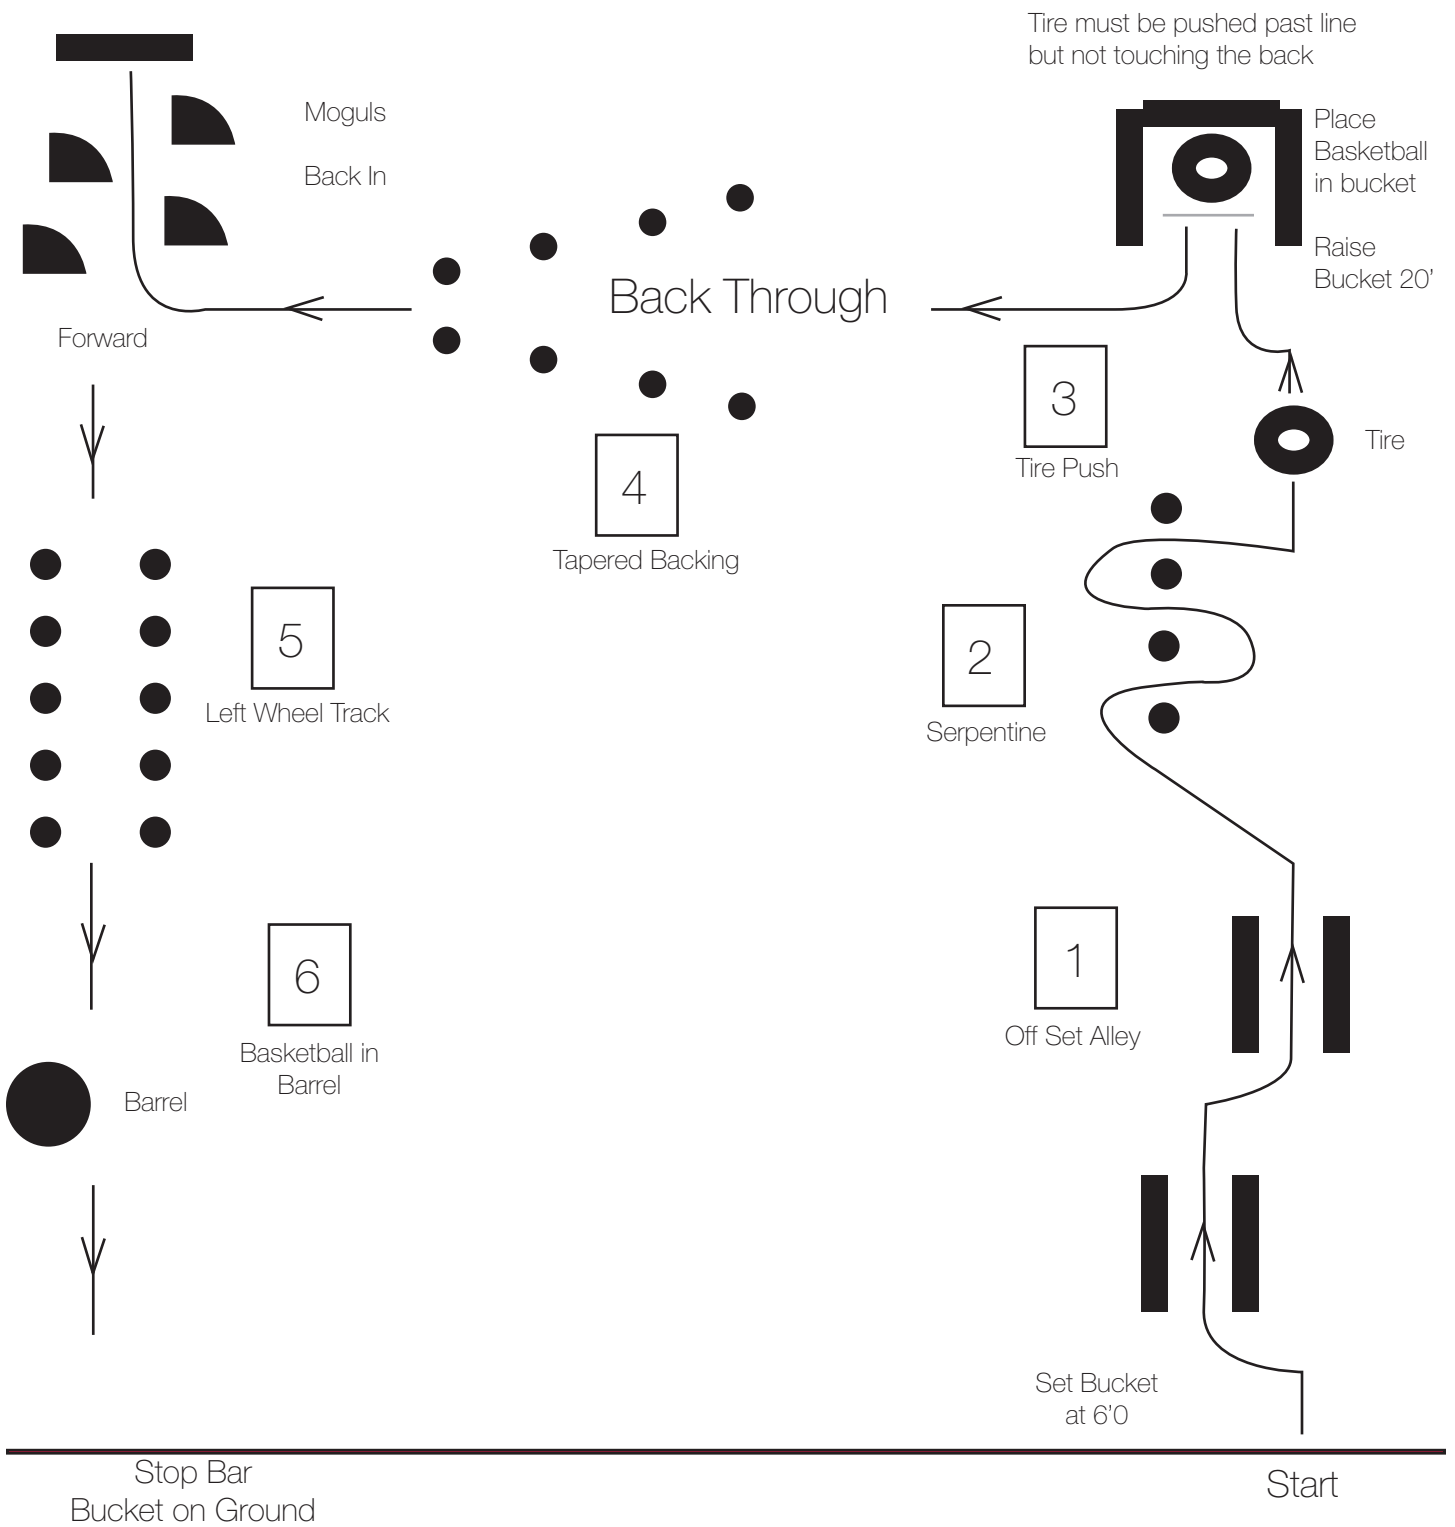 Tire must be pushed past line
but not touching the back
Moguls
Back In
Place
Basketball
in bucket
Raise
Bucket 20’
Back Through
Forward
3
Tire Push
Tire
4
Tapered Backing
5
Left Wheel Track
2
Serpentine
6
Basketball in
Barrel
1
Off Set Alley
Barrel
Set Bucket
at 6’0
Stop Bar
Bucket on Ground
Start